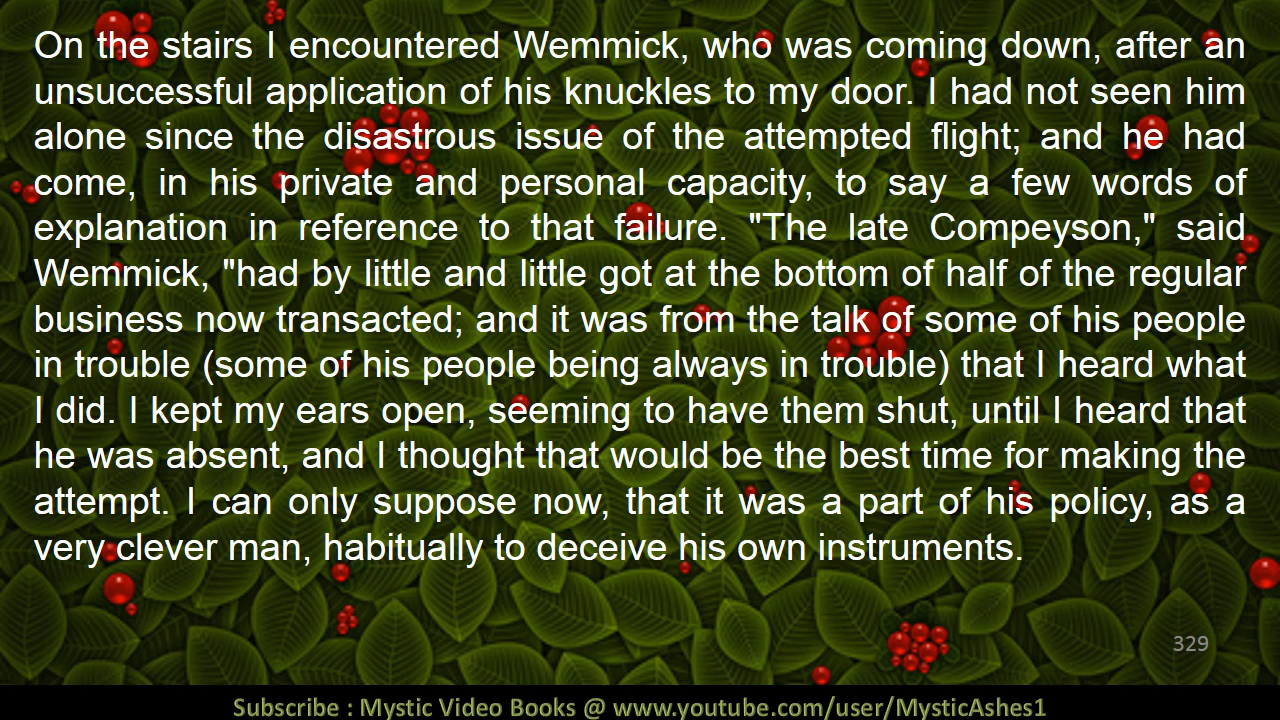 On the stairs I encountered Wemmick, who was coming down, after an
unsuccessful application of his knuckles to my door. I had not seen him
alone since the disastrous issue of the attempted flight; and he had
come, in his private and personal capacity, to say a few words of
explanation in reference to that failure. "The late Compeyson," said
Wemmick, "had by little and little got at the bottom of half of the regular
business now transacted; and it was from the talk of some of his people
in trouble (some of his people being always in trouble) that I heard what
I did. I kept my ears open, seeming to have them shut, until I heard that
he was absent, and I thought that would be the best time for making the
attempt. I can only suppose now, that it was a part of his policy, as a
very clever man, habitually to deceive his own instruments.
329
Subscribe : Mystic Video Books @ www.youtube.com/user/MysticAshes1